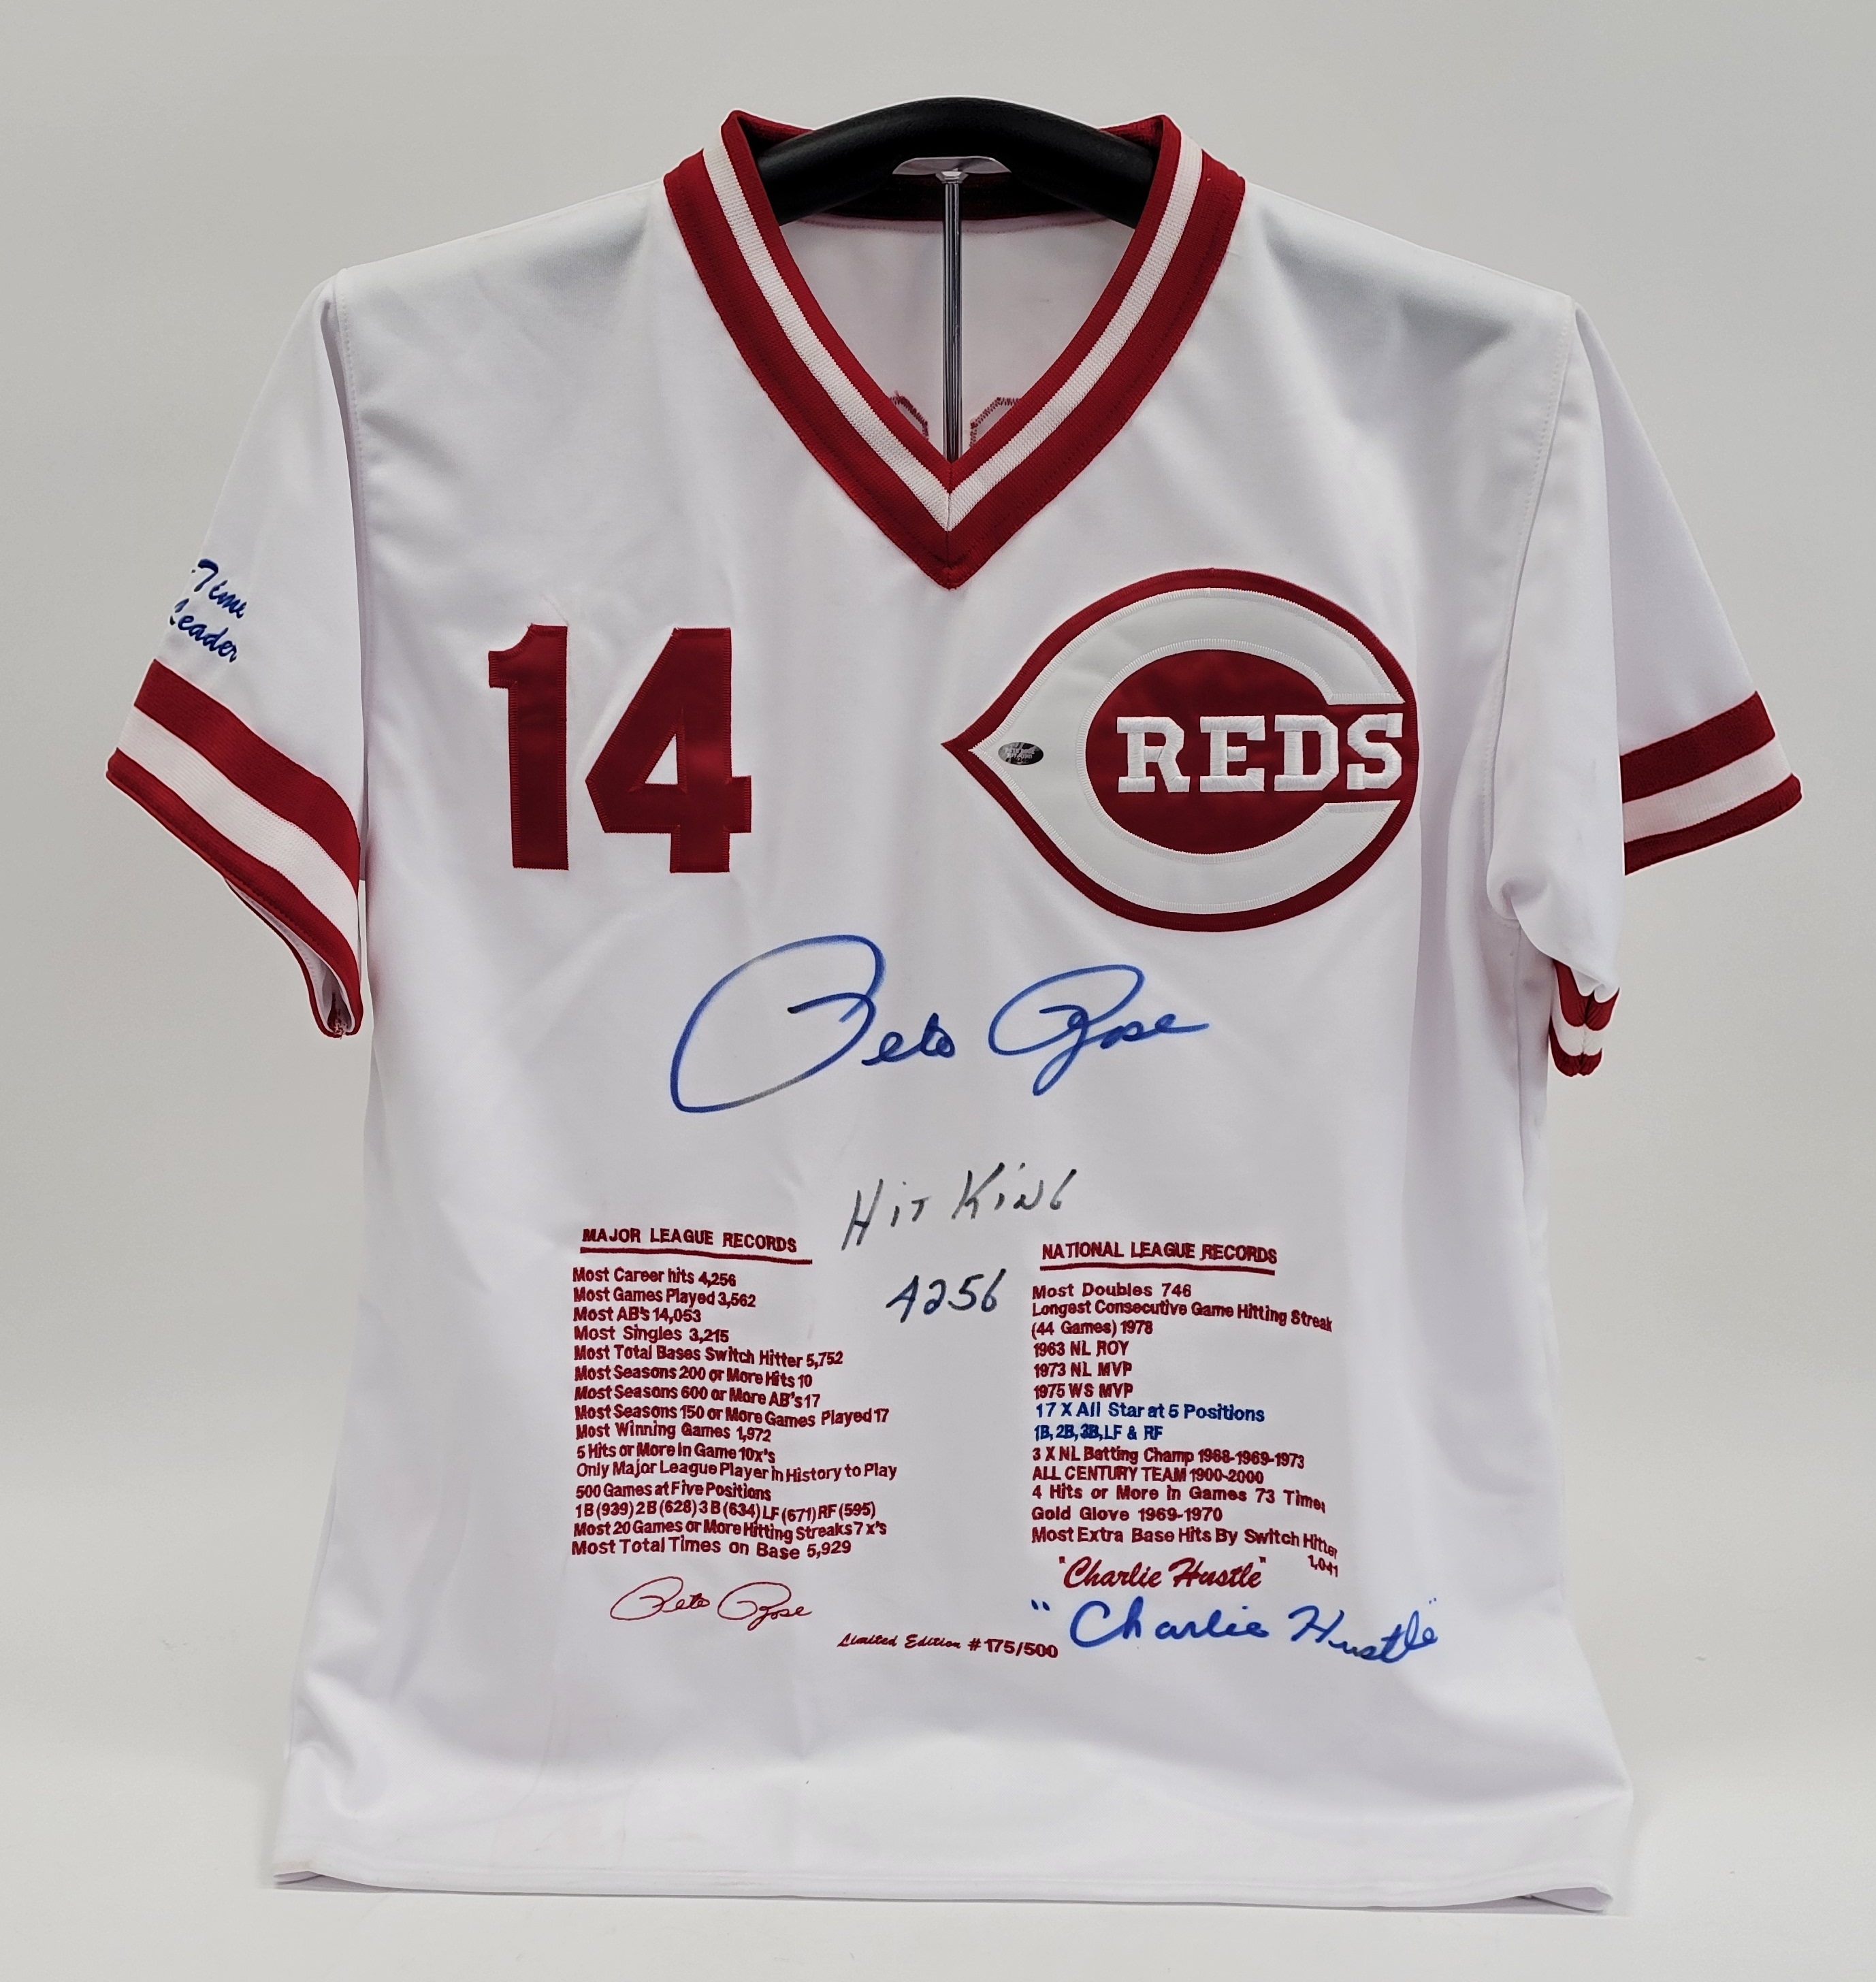 Time
Leader
14
REDS
Pete Rose
Hit King
4256
MAJOR LEAGUE RECORDS
Most Career hits 4,256
Most Games Played 3,562
Most AB's 14,053
Most Singles 3,215
Most Total Bases Switch Hitter 5,752
Most Seasons 200 or More Hits 10
Most Seasons 600 or More AB's 17
Most Seasons 150 or More Games Played 17
Most Winning Games 1,972
5 Hits or More in Game 10x's
Only Major League Player in History to Play
500 Games at Five Positions
1B (939) 2B (628) 3B (634) LF (671) RF (595)
Most 20 Games or More Hitting Streaks 7 x's
Most Total Times on Base 5,929
Pete Rose
NATIONAL LEAGUE RECORDS
Most Doubles 746
Longest Consecutive Game Hitting Streak
(44 Games) 1978
1963 NL ROY
1973 NL MVP
1975 WS MVP
17 X All Star at 5 Positions
1B, 2B, 3B, LF & RF
3 X NL Batting Champ 1968-1969-1973
ALL CENTURY TEAM 1900-2000
4 Hits or More in Games 73 Times
Gold Glove 1969-1970
Most Extra Base Hits By Switch Hitter
1,041
"Charlie Hustle"
"Charlie Hustle"
Limited Edition # 175/500